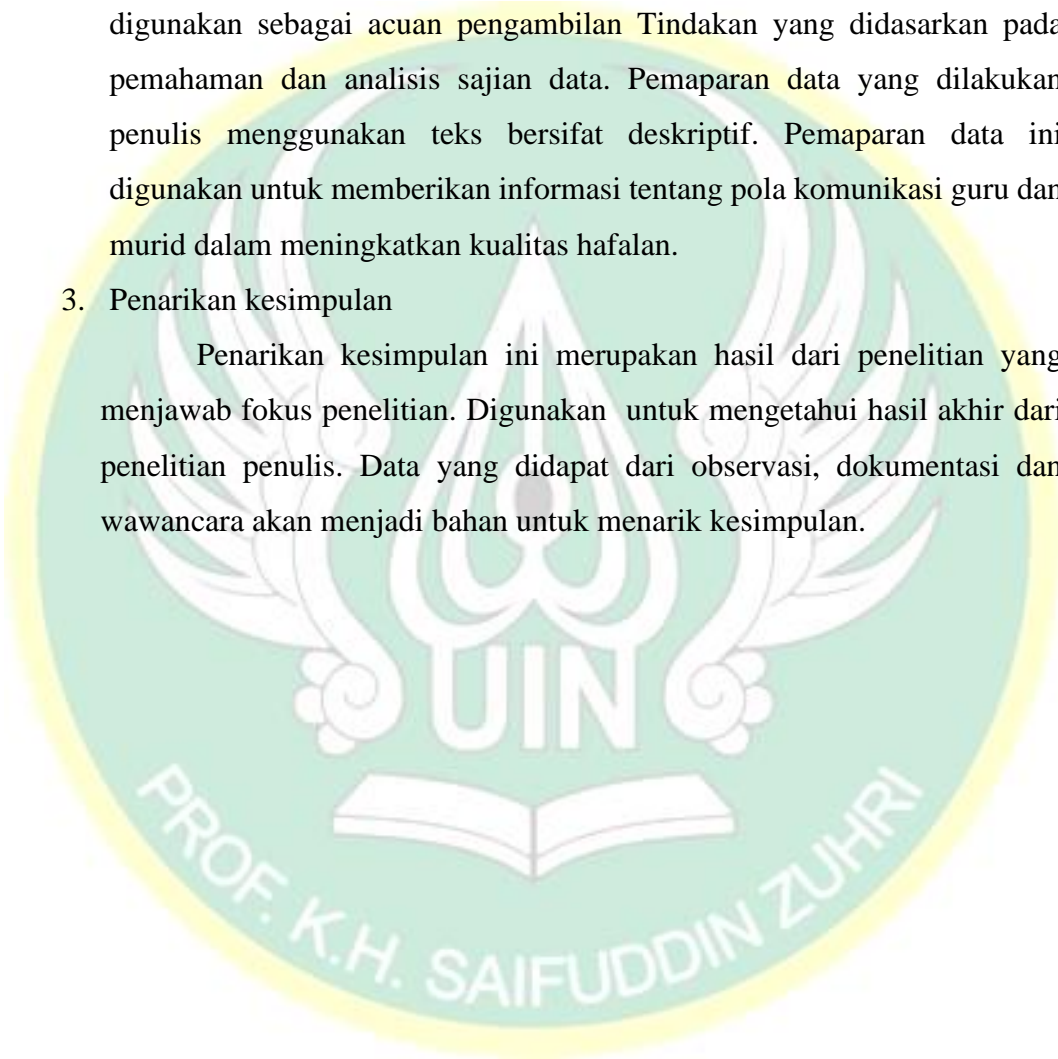 digunakan sebagai acuan pengambilan Tindakan yang didasarkan pada
pemahaman dan analisis sajian data. Pemaparan data yang dilakukan
penulis menggunakan teks bersifat deskriptif. Pemaparan data ini
digunakan untuk memberikan informasi tentang pola komunikasi guru dan
murid dalam meningkatkan kualitas hafalan.
3. Penarikan kesimpulan
Penarikan kesimpulan ini merupakan hasil dari penelitian yang
menjawab fokus penelitian. Digunakan untuk mengetahui hasil akhir dari
penelitian penulis. Data yang didapat dari observasi, dokumentasi dan
wawancara akan menjadi bahan untuk menarik kesimpulan.
UIN
PROF. K.H. SAIFUDDIN ZUHRI